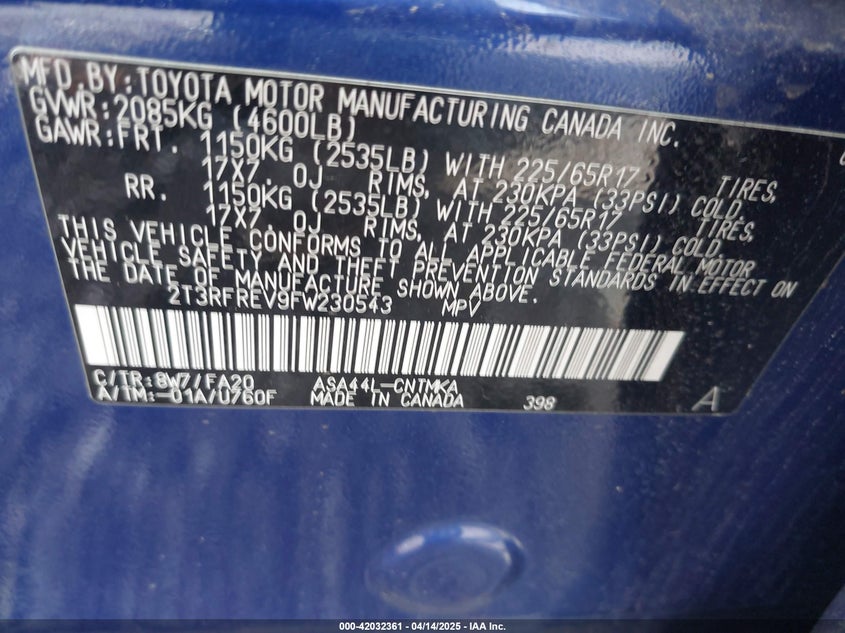 MFD.BY:TOYOTA MOTOR MANUFACTURING CANADA INC.
GVWR:2085KG (4600LB)
GAWR:FRT. 1150KG (2535LB) WITH 225/65R17 TIRES,
17X7.0J RIMS, AT 230KPA (33PSI) COLD.
RR. 1150KG (2535LB) WITH 225/65R17 TIRES,
17X7.0J RIMS, AT 230KPA (33PSI) COLD.
THIS VEHICLE CONFORMS TO ALL APPLICABLE FEDERAL MOTOR
VEHICLE SAFETY AND THEFT PREVENTION STANDARDS IN EFFECT ON
THE DATE OF MANUFACTURE SHOWN ABOVE.
2T3RFREV9FW230543 MPV
C/TR:8W7/FA20 ASA44L-CNTMKA
A/TM:-01A/U760F MADE IN CANADA 398 A
000-42032361 | 04/14/2025 | IAA Inc.